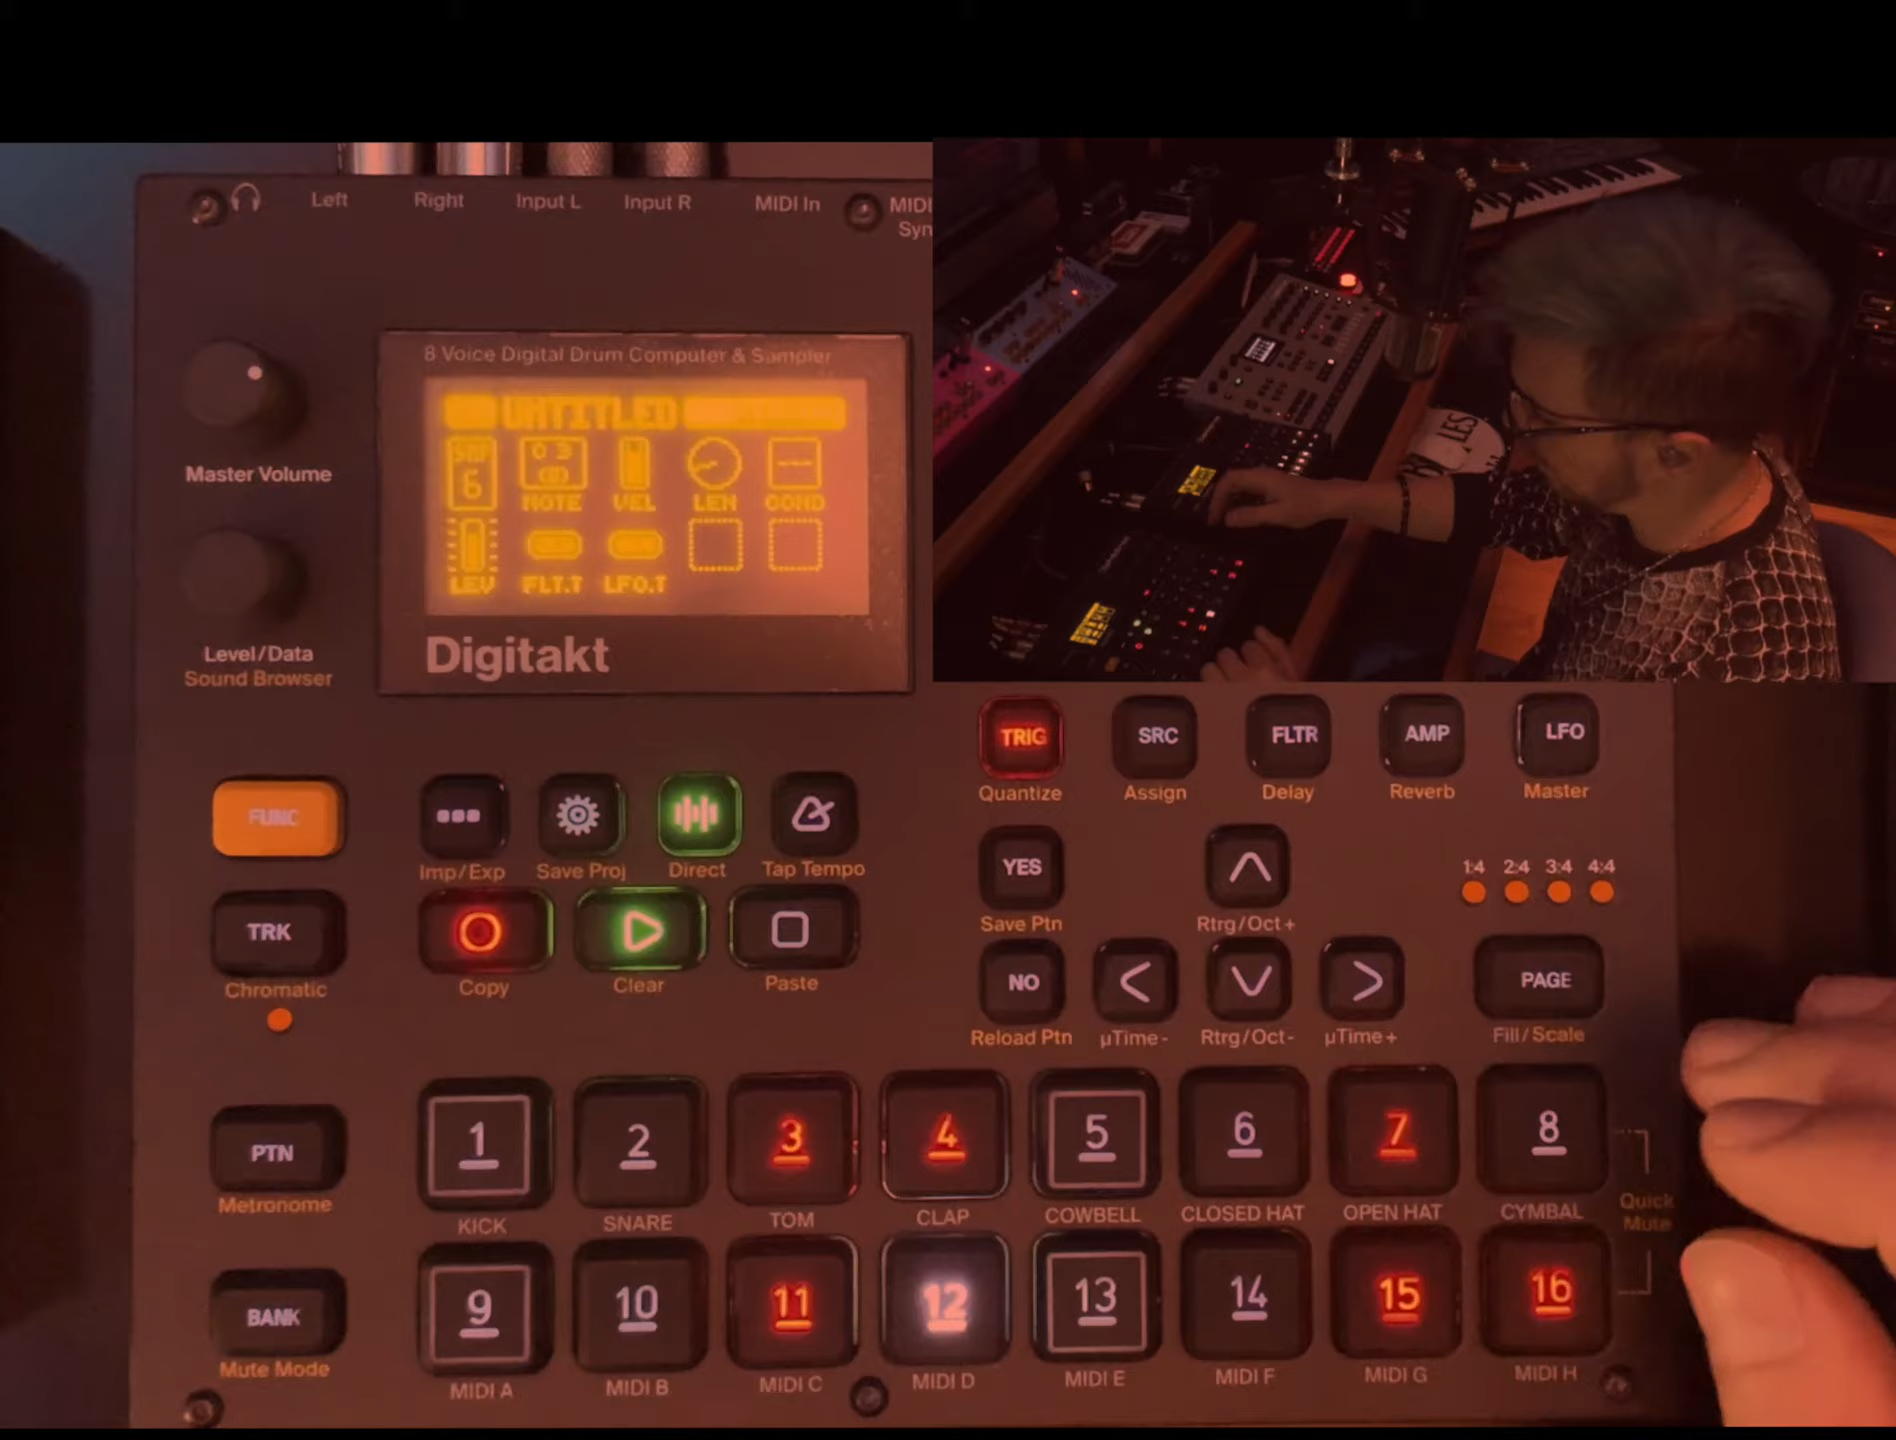 Left Right Input L Input R MIDI In MIDI
Syn
8 Voice Digital Drum Computer & Sampler
UNTITLED
6 03
NOTE VEL LEN COND
LEV FLT.T LFO.T
Digitakt
LES
Master Volume
Level/Data
Sound Browser
TRIG SRC FLTR AMP LFO
Quantize Assign Delay Reverb Master
FUNC
Imp/Exp Save Proj Direct Tap Tempo
YES
1:4 2:4 3:4 4:4
Save Ptn Rtrg/Oct+
TRK
Copy Clear Paste
Chromatic
NO PAGE
Reload Ptn µTime- Rtrg/Oct- µTime+ Fill/Scale
PTN
Metronome
1 2 3 4 5 6 7 8
KICK SNARE TOM CLAP COWBELL CLOSED HAT OPEN HAT CYMBAL
Quick
Mute
BANK
Mute Mode
9 10 11 12 13 14 15 16
MIDI A MIDI B MIDI C MIDI D MIDI E MIDI F MIDI G MIDI H